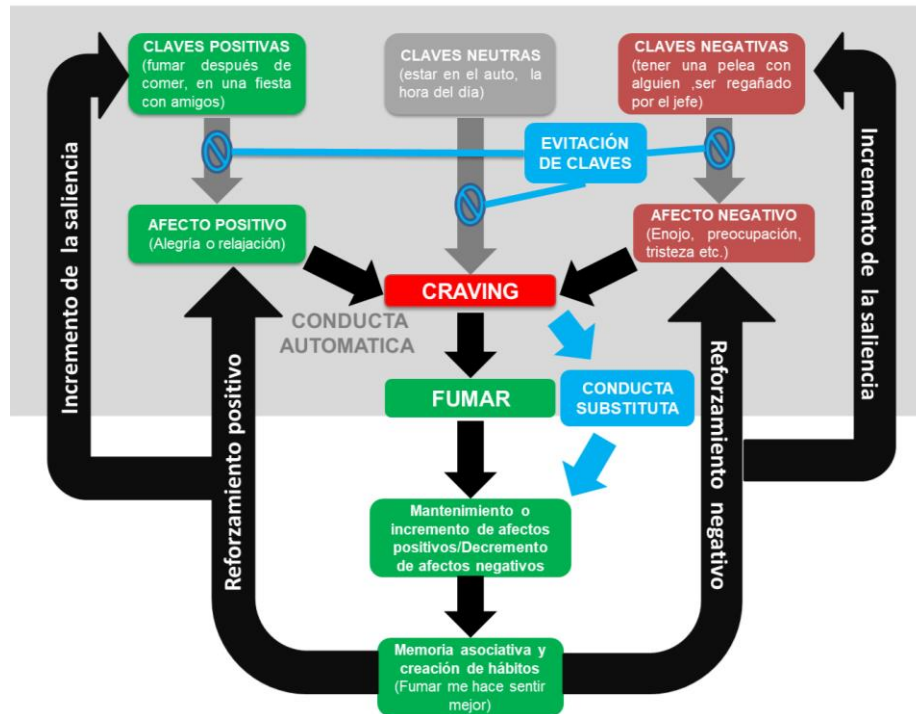 CLAVES POSITIVAS
(fumar después de
comer, en una fiesta
con amigos)
CLAVES NEUTRAS
(estar en el auto, la
hora del día)
CLAVES NEGATIVAS
(tener una pelea con
alguien ,ser regañado
por el jefe)
EVITACIÓN
DE CLAVES
AFECTO POSITIVO
(Alegría o relajación)
AFECTO NEGATIVO
(Enojo, preocupación,
tristeza etc.)
CRAVING
CONDUCTA
AUTOMATICA
FUMAR
CONDUCTA
SUBSTITUTA
Incremento de la saliencia
Incremento de la saliencia
Reforzamiento positivo
Reforzamiento negativo
Mantenimiento o
incremento de afectos
positivos/Decremento
de afectos negativos
Memoria asociativa y
creación de hábitos
(Fumar me hace sentir
mejor)